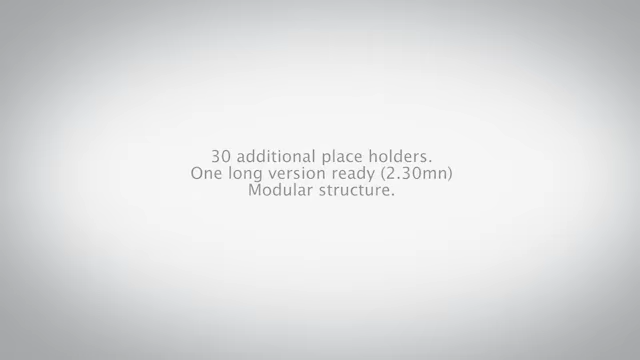 30 additional place holders.
One long version ready (2.30mn)
Modular structure.